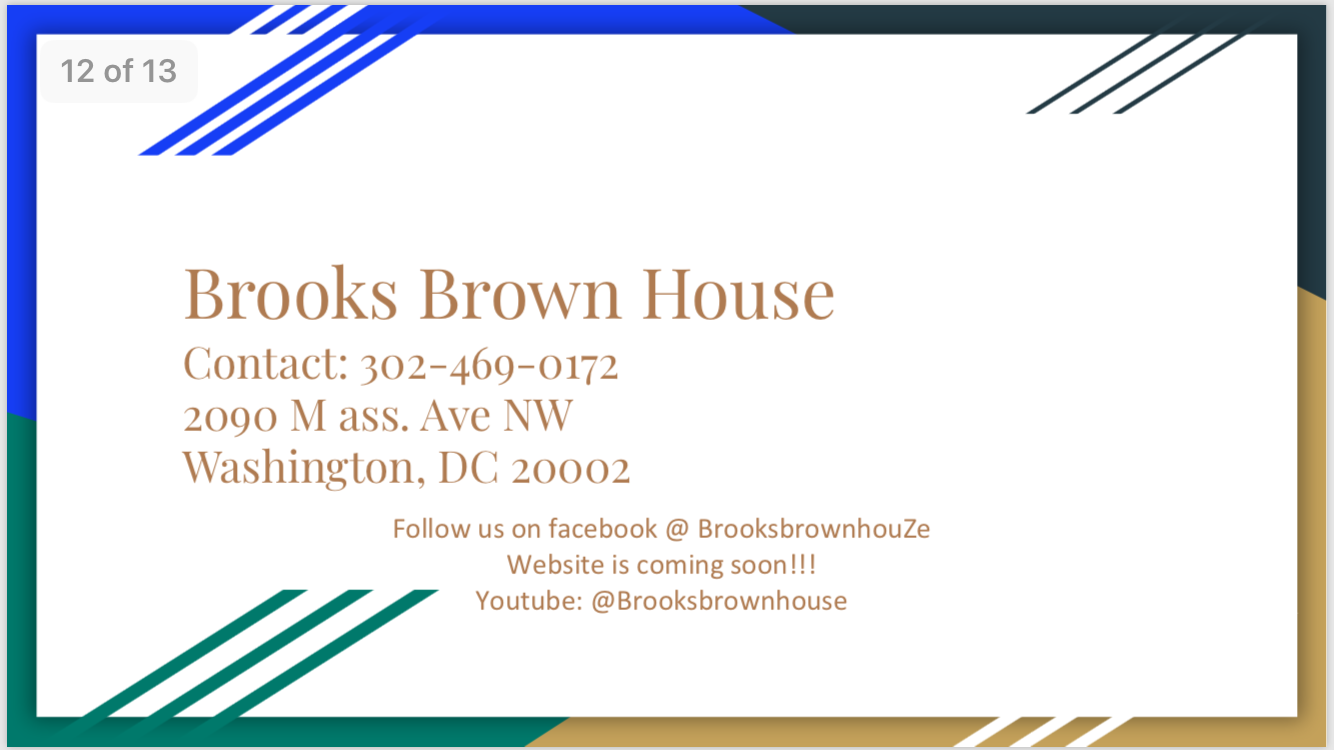 12 of 13
Brooks Brown House
Contact: 302-469-0172
2090 M ass. Ave NW
Washington, DC 20002
Follow us on facebook @ BrooksbrownhouZe
Website is coming soon!!!
Youtube: @Brooksbrownhouse